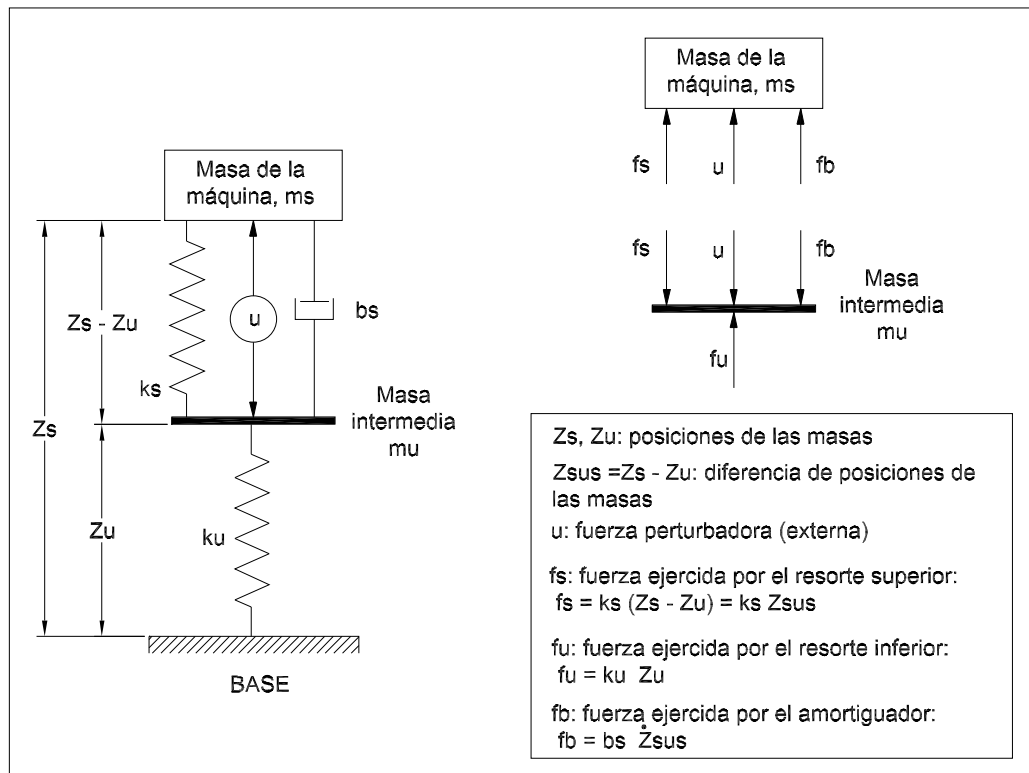 Masa de la
máquina, ms
Zs - Zu
Zs
Zu
ks
u
bs
Masa
intermedia
mu
ku
BASE
Masa de la
máquina, ms
fs
u
fb
fs
u
fb
Masa
intermedia
mu
fu
Zs, Zu: posiciones de las masas
Zsus =Zs - Zu: diferencia de posiciones de
las masas
u: fuerza perturbadora (externa)
fs: fuerza ejercida por el resorte superior:
fs = ks (Zs - Zu) = ks Zsus
fu: fuerza ejercida por el resorte inferior:
fu = ku Zu
fb: fuerza ejercida por el amortiguador:
fb = bs Żsus